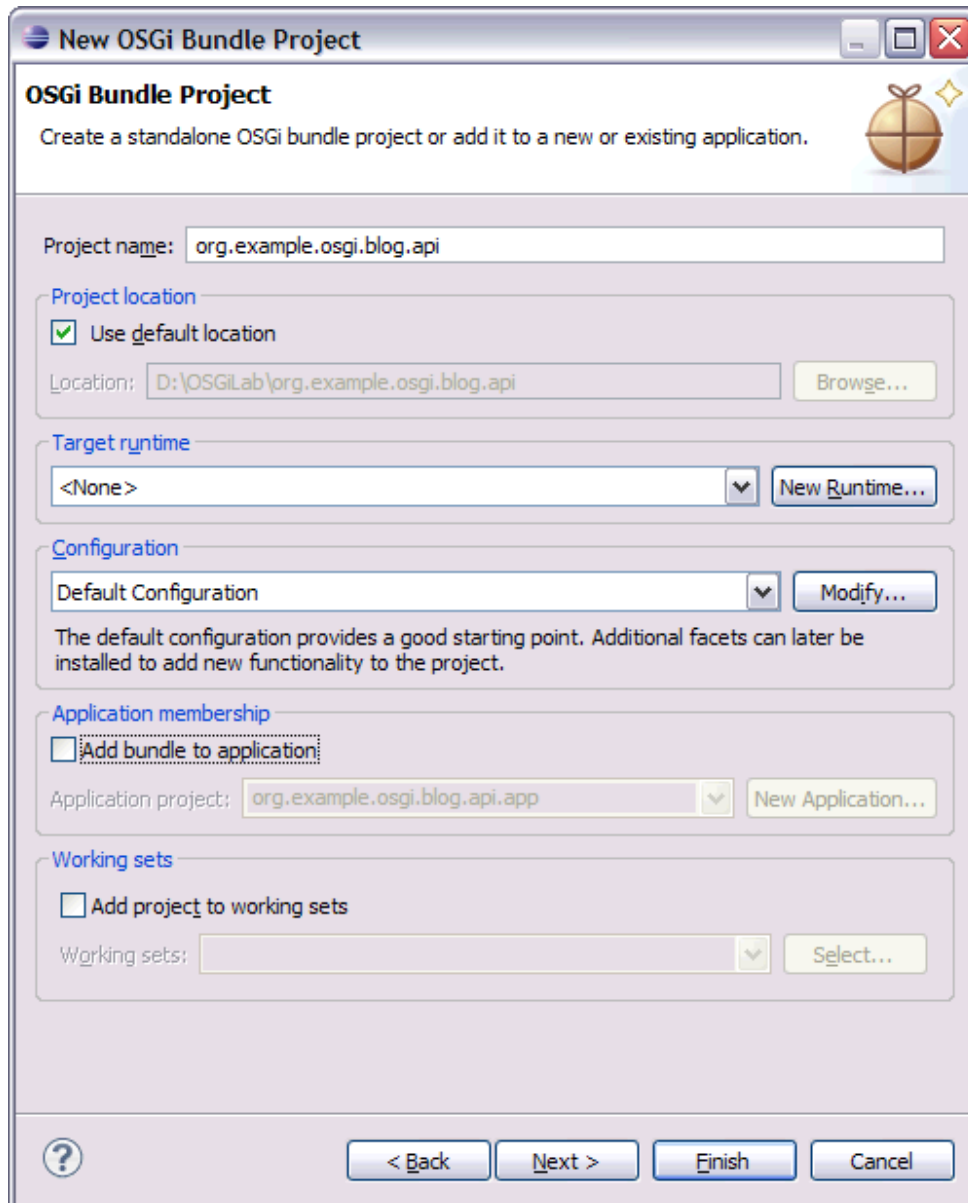 New OSGi Bundle Project
OSGi Bundle Project
Create a standalone OSGi bundle project or add it to a new or existing application.
Project name: org.example.osgi.blog.api
Project location
Use default location
Location: D:\OSGiLab\org.example.osgi.blog.api Browse...
Target runtime
<None> New Runtime...
Configuration
Default Configuration Modify...
The default configuration provides a good starting point. Additional facets can later be
installed to add new functionality to the project.
Application membership
Add bundle to application
Application project: org.example.osgi.blog.api.app New Application...
Working sets
Add project to working sets
Working sets: Select...
? < Back Next > Finish Cancel